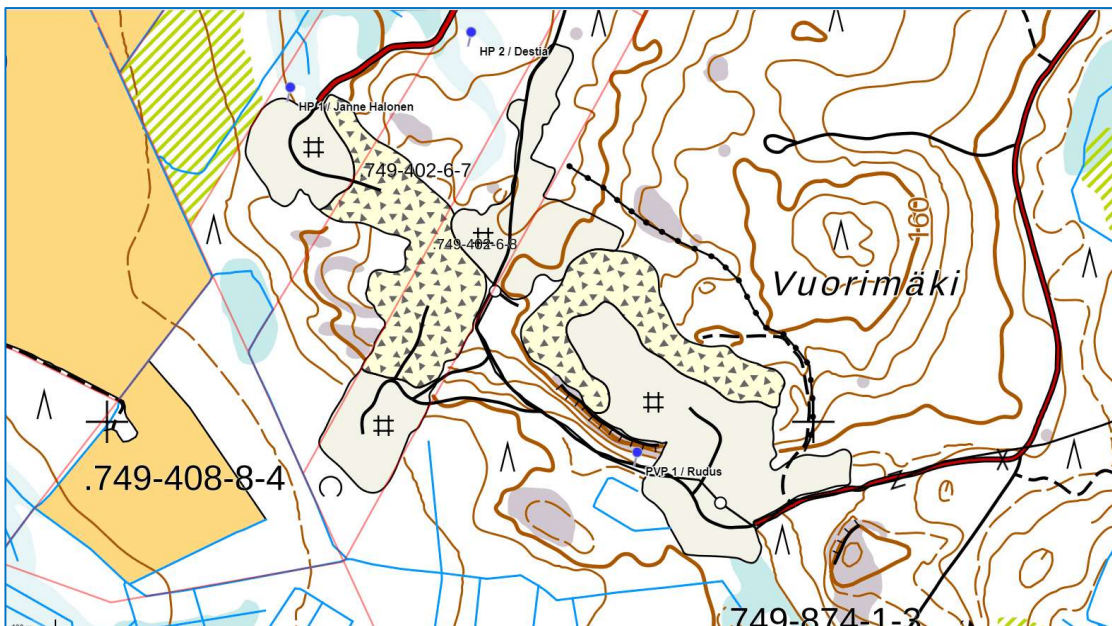 HP 2 / Destia
HP 1 / Janne Halonen
749-402-6-7
.749-402-6-8
160
Vuorimäki
.749-408-8-4
PVP 1 / Rudus
749-874-1-3